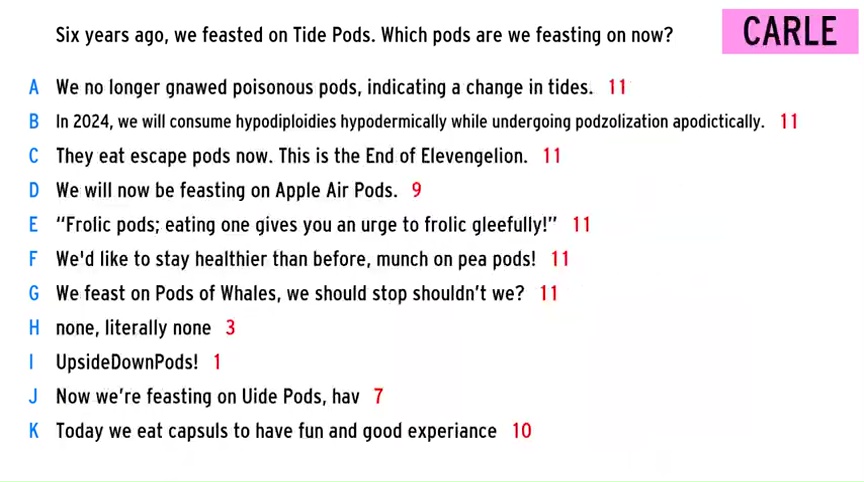 Six years ago, we feasted on Tide Pods. Which pods are we feasting on now?
CARLE
A We no longer gnawed poisonous pods, indicating a change in tides. 11
B In 2024, we will consume hypodiploidies hypodermically while undergoing podzolization apodictically. 11
C They eat escape pods now. This is the End of Elevengelion. 11
D We will now be feasting on Apple Air Pods. 9
E “Frolic pods; eating one gives you an urge to frolic gleefully!” 11
F We'd like to stay healthier than before, munch on pea pods! 11
G We feast on Pods of Whales, we should stop shouldn’t we? 11
H none, literally none 3
I UpsideDownPods! 1
J Now we’re feasting on Uide Pods, hav 7
K Today we eat capsuls to have fun and good experiance 10